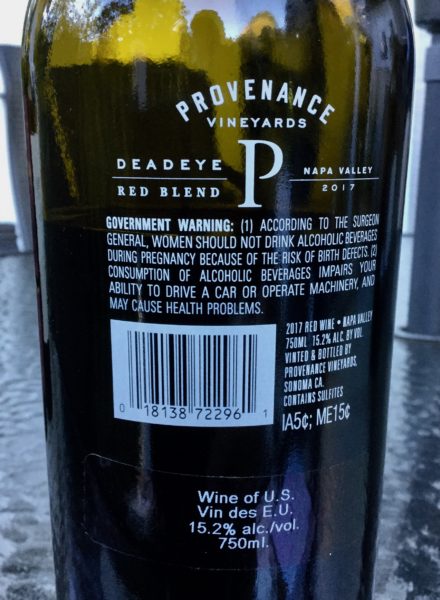 PROVENANCE
VINEYARDS
DEADEYE
RED BLEND
P
NAPA VALLEY
2017
GOVERNMENT WARNING: (1) ACCORDING TO THE SURGEON
GENERAL, WOMEN SHOULD NOT DRINK ALCOHOLIC BEVERAGES
DURING PREGNANCY BECAUSE OF THE RISK OF BIRTH DEFECTS. (2)
CONSUMPTION OF ALCOHOLIC BEVERAGES IMPAIRS YOUR
ABILITY TO DRIVE A CAR OR OPERATE MACHINERY, AND
MAY CAUSE HEALTH PROBLEMS.
0 18138 72296 1
2017 RED WINE • NAPA VALLEY
750ML 15.2% ALC. BY VOL.
VINTED & BOTTLED BY
PROVENANCE VINEYARDS,
SONOMA CA.
CONTAINS SULFITES
IA5¢; ME15¢
Wine of U.S.
Vin des E.U.
15.2% alc./vol.
750ml.